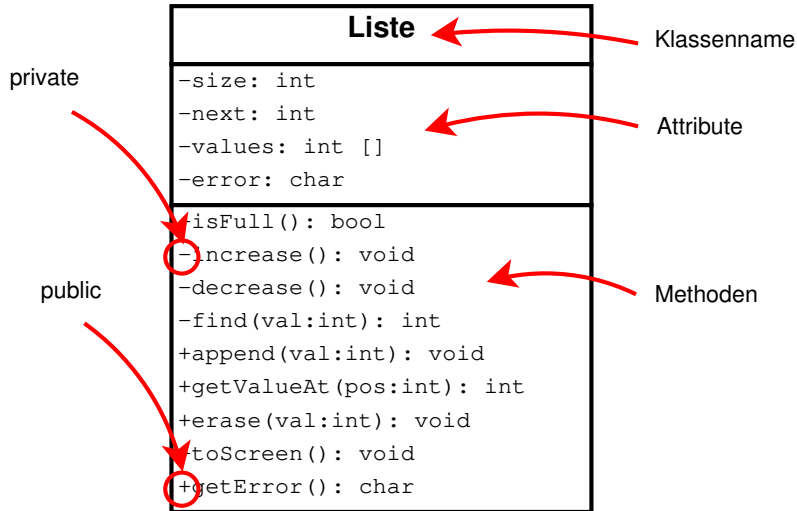 Liste
Klassenname
private
-size: int
-next: int
Attribute
-values: int []
-error: char
-isFull(): bool
-increase(): void
public
-decrease(): void
Methoden
-find(val:int): int
+append(val:int): void
+getValueAt(pos:int): int
+erase(val:int): void
+toScreen(): void
+getError(): char